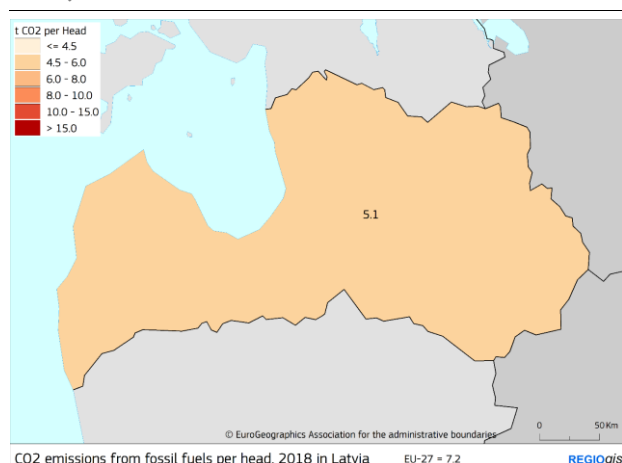 t CO2 per Head
<= 4.5
4.5 - 6.0
6.0 - 8.0
8.0 - 10.0
10.0 - 15.0
> 15.0
5.1
© EuroGeographics Association for the administrative boundaries
0 50 Km
CO2 emissions from fossil fuels per head, 2018 in Latvia EU-27 = 7.2 REGIOgis